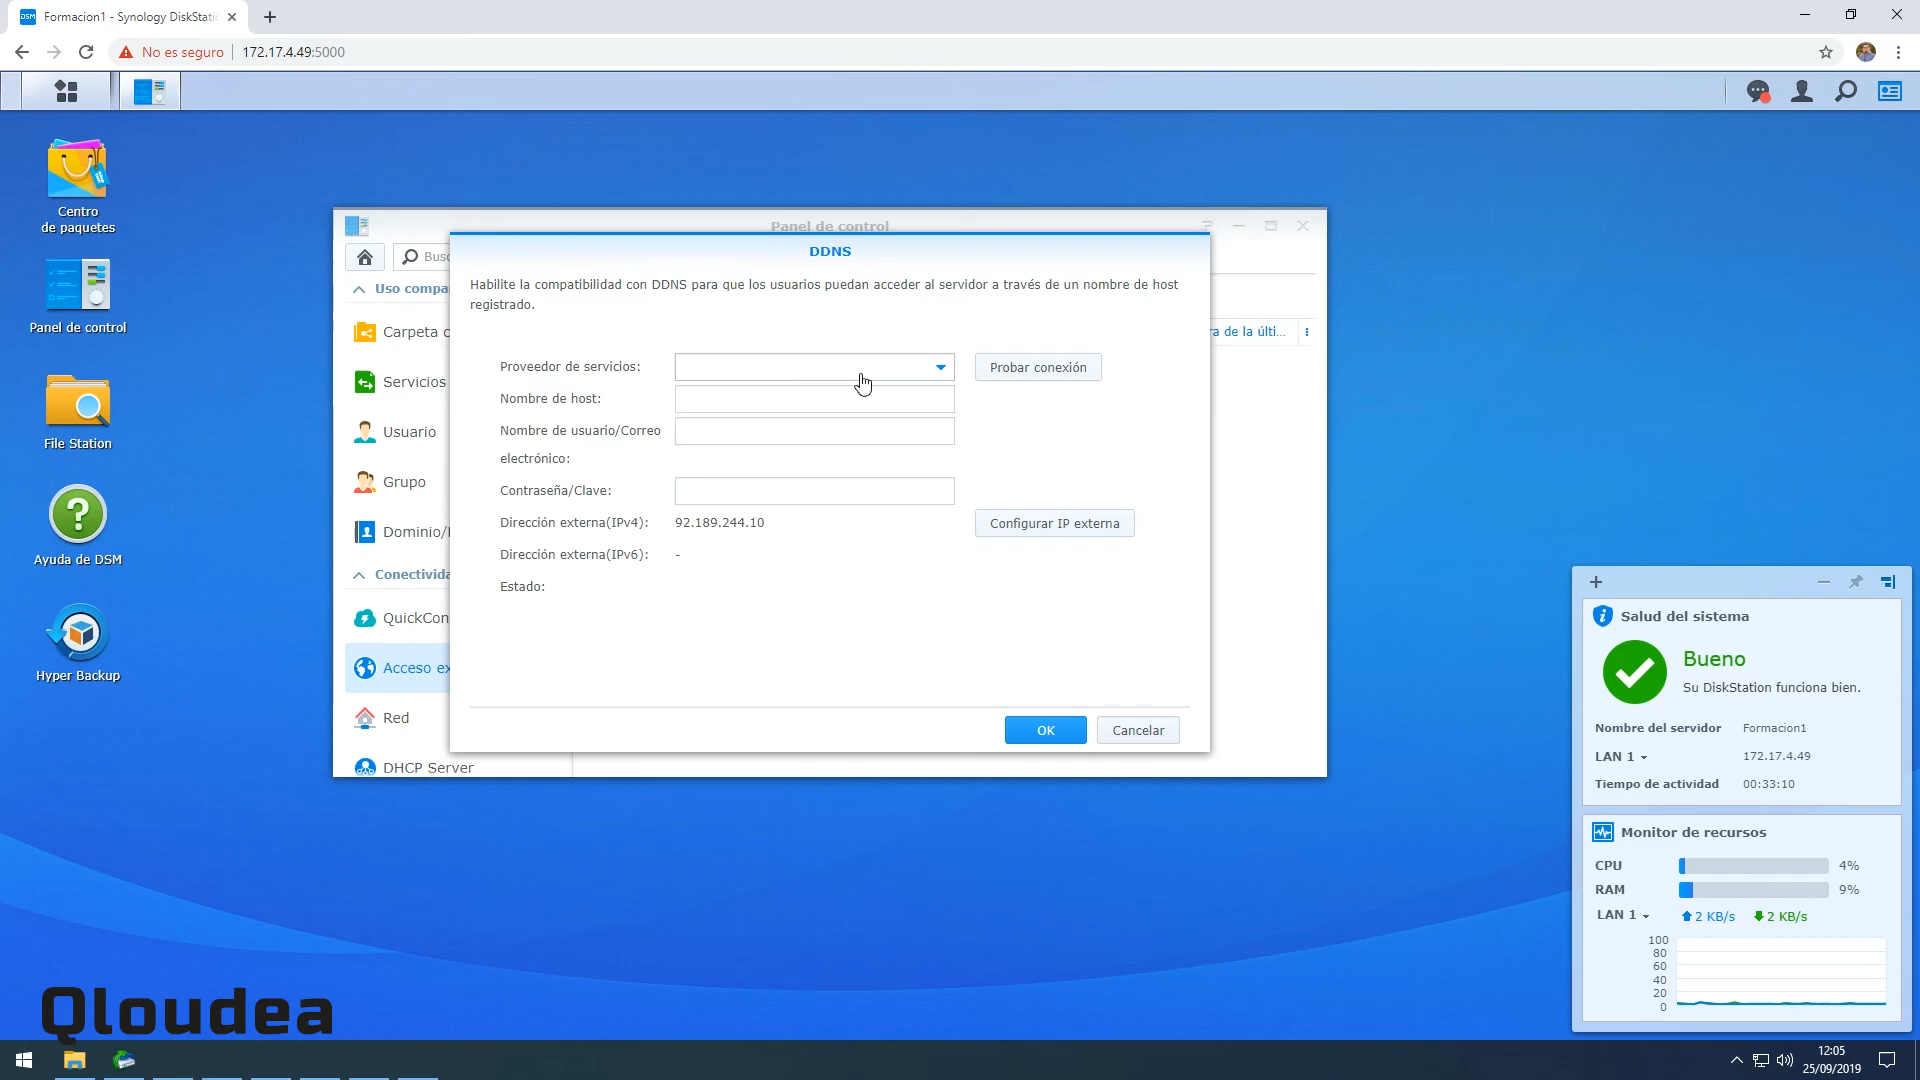 Formacion1 - Synology DiskStati
No es seguro
172.17.4.49:5000
Centro
de paquetes
Panel de control
File Station
Ayuda de DSM
Hyper Backup
Panel de control
Busc
Uso compa
Carpeta c
Servicios
Usuario
Grupo
Dominio/
Conectivida
QuickCon
Acceso ex
Red
DHCP Server
ra de la últi...
DDNS
Habilite la compatibilidad con DDNS para que los usuarios puedan acceder al servidor a través de un nombre de host
registrado.
Proveedor de servicios:
Probar conexión
Nombre de host:
Nombre de usuario/Correo
electrónico:
Contraseña/Clave:
Dirección externa(IPv4): 92.189.244.10
Configurar IP externa
Dirección externa(IPv6): -
Estado:
OK
Cancelar
Salud del sistema
Bueno
Su DiskStation funciona bien.
Nombre del servidor Formacion1
LAN 1 172.17.4.49
Tiempo de actividad 00:33:10
Monitor de recursos
CPU 4%
RAM 9%
LAN 1 2 KB/s 2 KB/s
100
80
60
40
20
0
Qloudea
12:05
25/09/2019